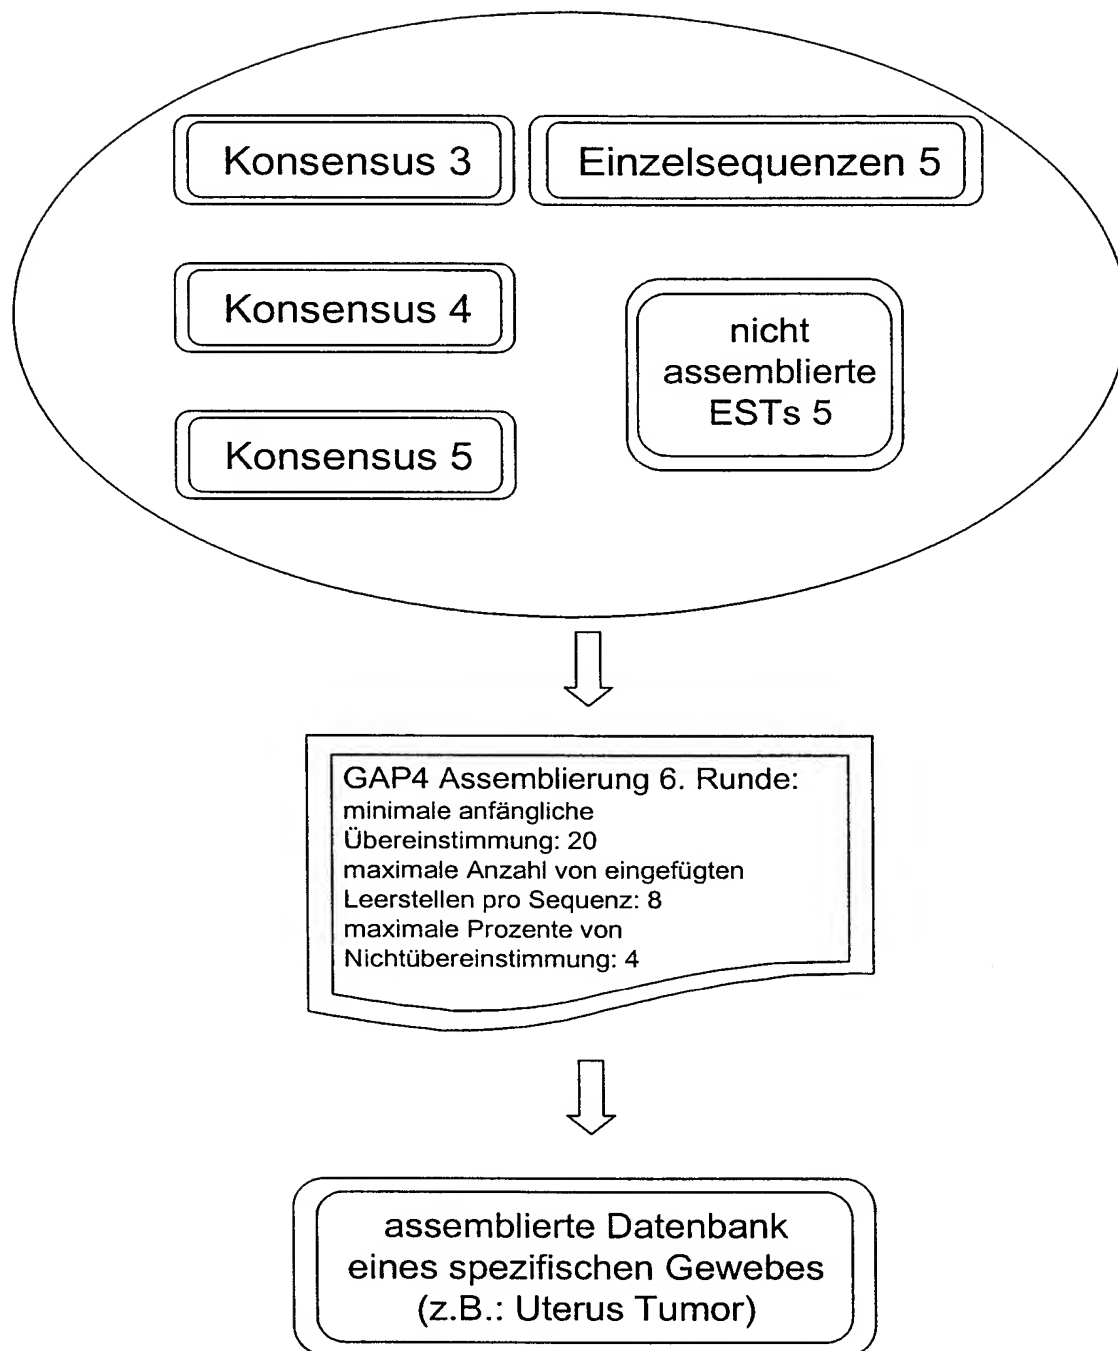 Konsensus 3
Einzelsequenzen 5
Konsensus 4
nicht
assemblierte
ESTs 5
Konsensus 5
GAP4 Assemblierung 6. Runde:
minimale anfängliche
Übereinstimmung: 20
maximale Anzahl von eingefügten
Leerstellen pro Sequenz: 8
maximale Prozente von
Nichtübereinstimmung: 4
assemblierte Datenbank
eines spezifischen Gewebes
(z.B.: Uterus Tumor)